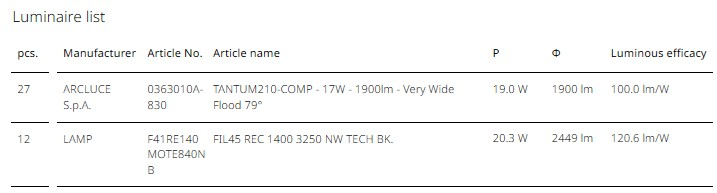 Luminaire list
pcs. Manufacturer Article No. Article name P Φ Luminous efficacy
27 ARCLUCE 0363010A- TANTUM210-COMP - 17W - 1900lm - Very Wide 19.0 W 1900 lm 100.0 lm/W
S.p.A. 830 Flood 79°
12 LAMP F41RE140 FIL45 REC 1400 3250 NW TECH BK. 20.3 W 2449 lm 120.6 lm/W
MOTE840N
B